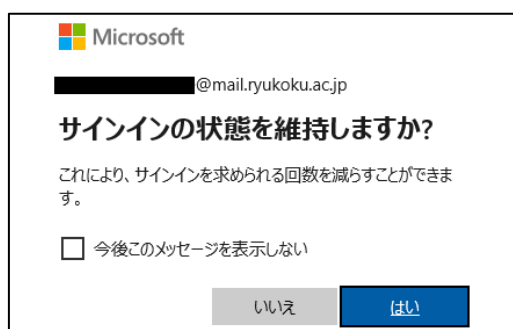 Microsoft
@mail.ryukoku.ac.jp
サインインの状態を維持しますか?
これにより、サインインを求められる回数を減らすことができま
す。
今後このメッセージを表示しない
いいえ はい